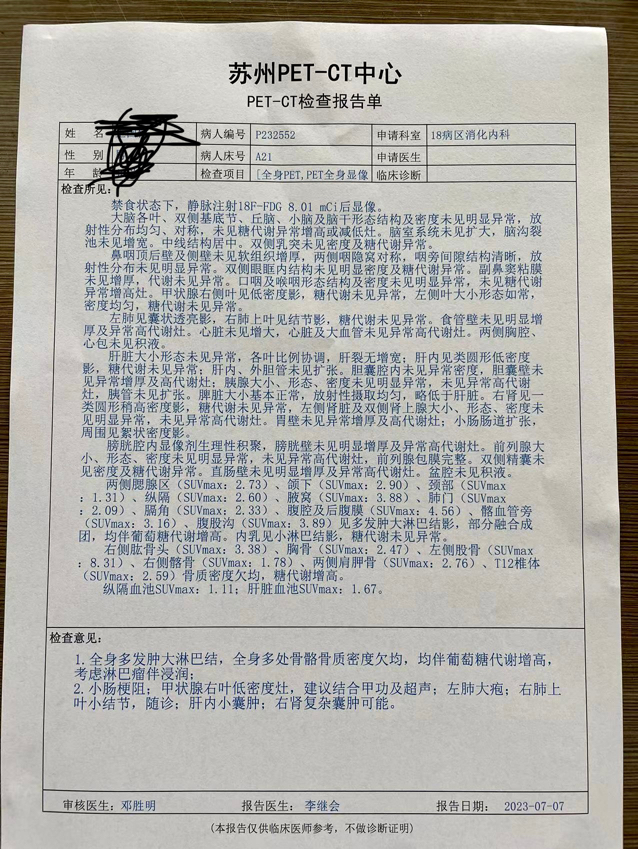 苏州PET-CT中心
PET-CT检查报告单
姓 名 病人编号 P232552 申请科室 18病区消化内科
性 别 病人床号 A21 申请医生
年 龄 检查项目 [全身PET,PET全身显像 临床诊断
检查所见:
禁食状态下，静脉注射18F-FDG 8.01 mCi后显像。
大脑各叶、双侧基底节、丘脑、小脑及脑干形态结构及密度未见明显异常，放
射性分布均匀、对称，未见糖代谢异常增高或减低灶。脑室系统未见扩大，脑沟裂
池未见增宽。中线结构居中。双侧乳突未见密度及糖代谢异常。
鼻咽顶后壁及侧壁未见软组织增厚，两侧咽隐窝对称，咽旁间隙结构清晰，放
射性分布未见明显异常。双侧眼眶内结构未见明显密度及糖代谢异常。副鼻窦粘膜
未见增厚，代谢未见异常。口咽及喉咽形态结构及密度未见明显异常，未见糖代谢
异常增高灶。甲状腺右侧叶见低密度影，糖代谢未见异常，左侧叶大小形态如常，
密度均匀，糖代谢未见异常。
左肺见囊状透亮影，右肺上叶见结节影，糖代谢未见异常。食管壁未见明显增
厚及异常高代谢灶。心脏未见增大，心脏及大血管未见异常高代谢灶。两侧胸腔、
心包未见积液。
肝脏大小形态未见异常，各叶比例协调，肝裂无增宽；肝内见类圆形低密度
影，糖代谢未见异常；肝内、外胆管未见扩张。胆囊腔内未见异常密度，胆囊壁未
见异常增厚及高代谢灶；胰腺大小、形态、密度未见明显异常，未见异常高代谢
灶，胰管未见扩张。脾脏大小基本正常，放射性摄取均匀，略低于肝脏。右肾见一
类圆形稍高密度影，糖代谢未见异常，左侧肾脏及双侧肾上腺大小、形态、密度未
见明显异常，未见异常高代谢灶。胃壁未见异常增厚及高代谢灶；小肠肠道扩张，
周围见絮状密度影。
膀胱腔内显像剂生理性积聚，膀胱壁未见明显增厚及异常高代谢灶。前列腺大
小、形态、密度未见明显异常，未见异常高代谢灶，前列腺包膜完整。双侧精囊未
见密度及糖代谢异常。直肠壁未见明显增厚及异常高代谢灶。盆腔未见积液。
两侧腮腺区（SUVmax：2.73）、颌下（SUVmax：2.90）、颈部（SUVmax
：1.31）、纵隔（SUVmax：2.60）、腋窝（SUVmax：3.88）、肺门（SUVmax
：2.09）、膈角（SUVmax：2.33）、腹腔及后腹膜（SUVmax：4.56）、髂血管旁
（SUVmax：3.16）、腹股沟（SUVmax：3.89）见多发肿大淋巴结影，部分融合成
团，均伴葡萄糖代谢增高。内乳见小淋巴结影，糖代谢未见异常。
右侧肱骨头（SUVmax：3.38）、胸骨（SUVmax：2.47）、左侧股骨（SUVmax
：8.31）、右侧髂骨（SUVmax：1.78）、两侧肩胛骨（SUVmax：2.76）、T12椎体
（SUVmax：2.59）骨质密度欠均，糖代谢增高。
纵隔血池SUVmax：1.11；肝脏血池SUVmax：1.67。
检查意见:
1.全身多发肿大淋巴结，全身多处骨骼骨质密度欠均，均伴葡萄糖代谢增高，
考虑淋巴瘤伴浸润；
2.小肠梗阻；甲状腺右叶低密度灶，建议结合甲功及超声；左肺大疱；右肺上
叶小结节，随诊；肝内小囊肿；右肾复杂囊肿可能。
审核医生：邓胜明 报告医生：李继会 报告日期： 2023-07-07
(本报告仅供临床医师参考，不做诊断证明)